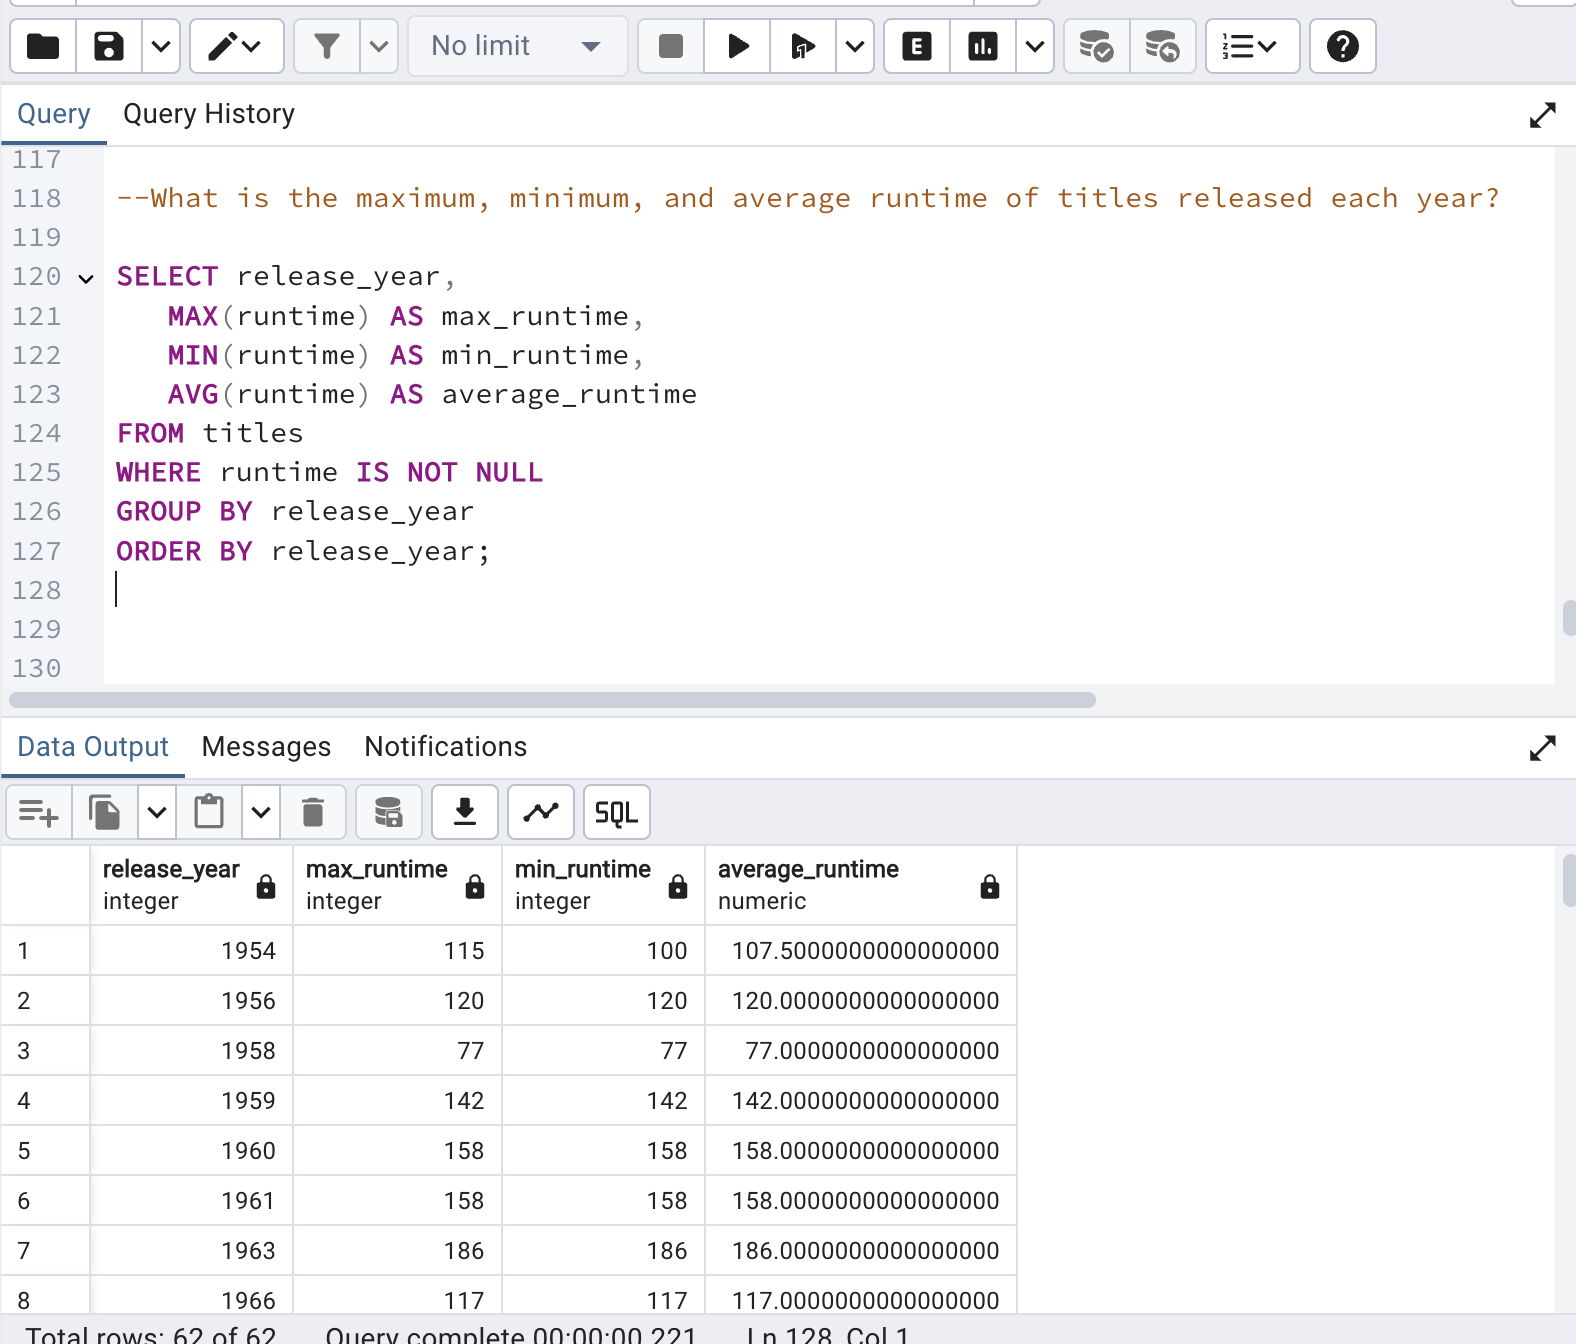 No limit
E
Query Query History
117
118 --What is the maximum, minimum, and average runtime of titles released each year?
119
120 SELECT release_year,
121 MAX(runtime) AS max_runtime,
122 MIN(runtime) AS min_runtime,
123 AVG(runtime) AS average_runtime
124 FROM titles
125 WHERE runtime IS NOT NULL
126 GROUP BY release_year
127 ORDER BY release_year;
128
129
130
Data Output Messages Notifications
SQL
release_year max_runtime min_runtime average_runtime
integer integer integer numeric
1 1954 115 100 107.5000000000000000
2 1956 120 120 120.0000000000000000
3 1958 77 77 77.0000000000000000
4 1959 142 142 142.0000000000000000
5 1960 158 158 158.0000000000000000
6 1961 158 158 158.0000000000000000
7 1963 186 186 186.0000000000000000
8 1966 117 117 117.0000000000000000
Total rows: 62 of 62 Query complete 00:00:00.221 Ln 128, Col 1